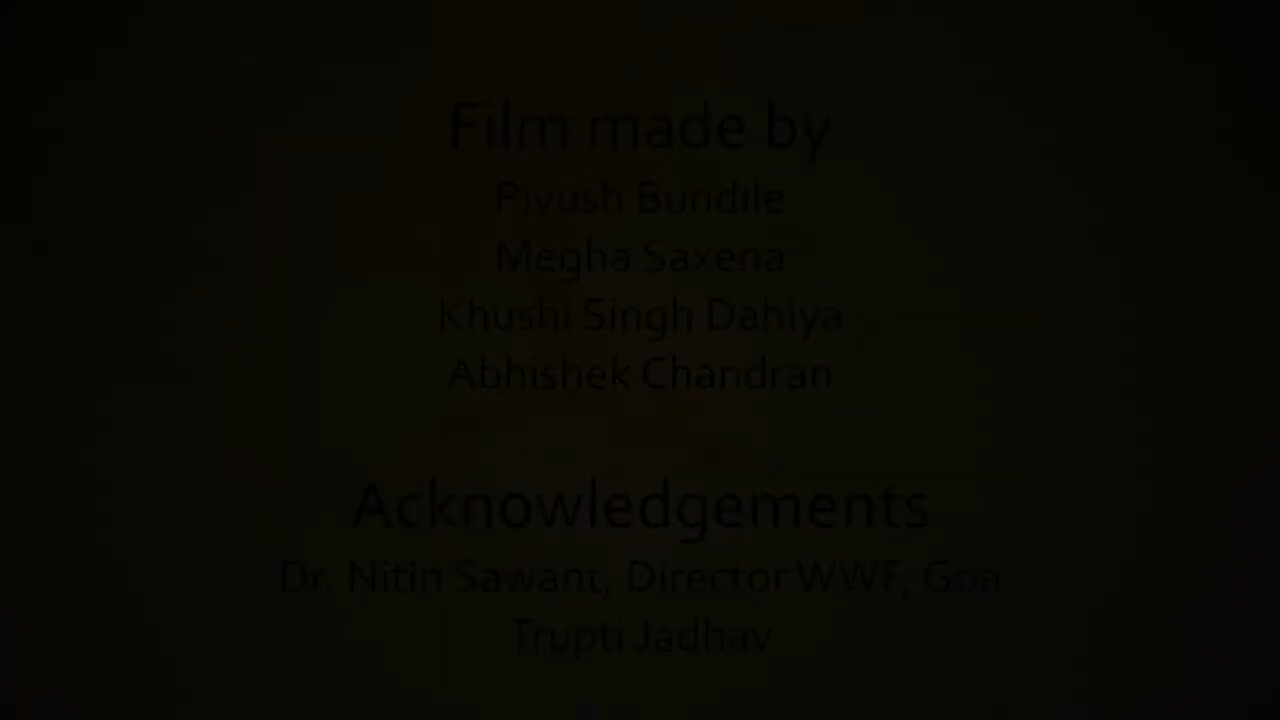 Film made by
Piyush Bundile
Megha Saxena
Khushi Singh Dahiya
Abhishek Chandran
Acknowledgements
Dr. Nitin Sawant, Director WWF, Goa
Trupti Jadhav